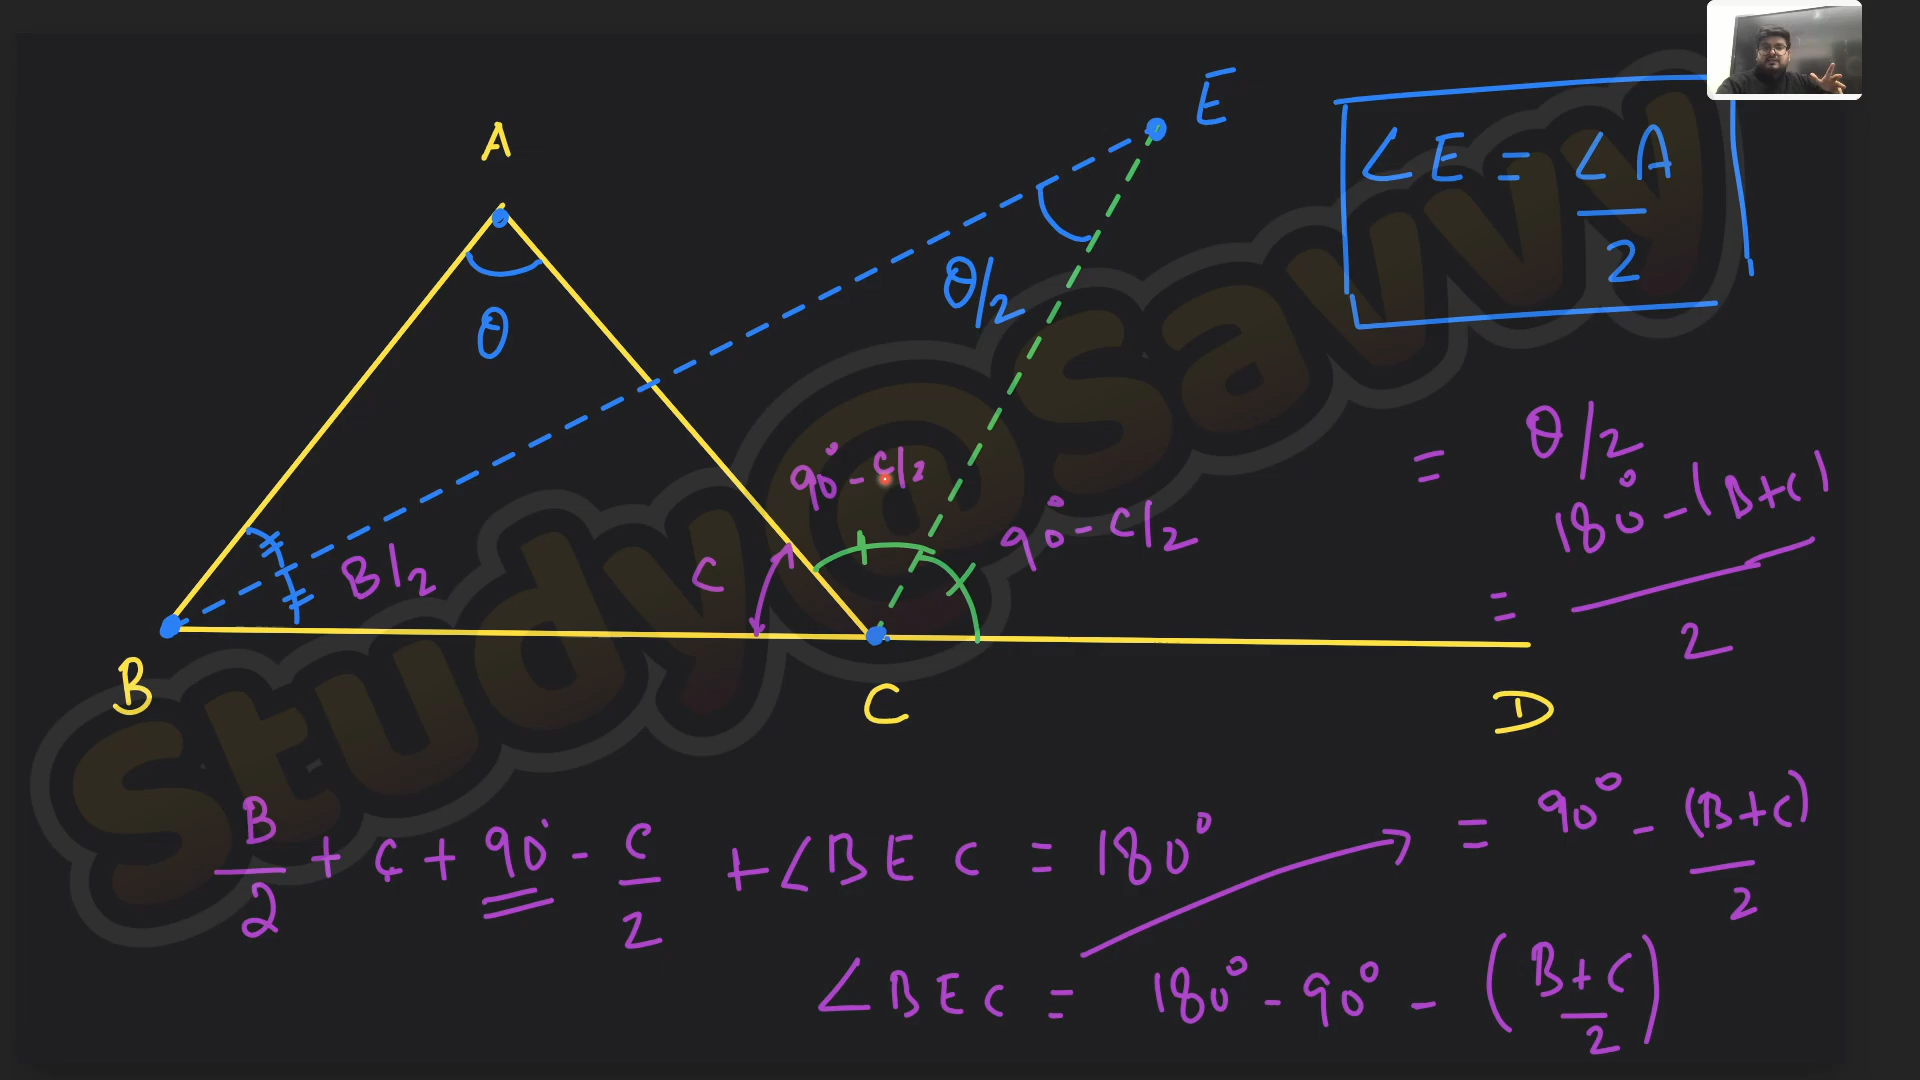 E
A
∠E = ∠A/2
θ
θ/2
= θ/2
90° - C/2
= 180° - (B+C)/2
90° - C/2
B/2
C
B
C
D
B/2 + C + 90° - C/2 + ∠BEC = 180°
= 90° - (B+C)/2
∠BEC = 180° - 90° - (B+C/2)
Study@Savvy